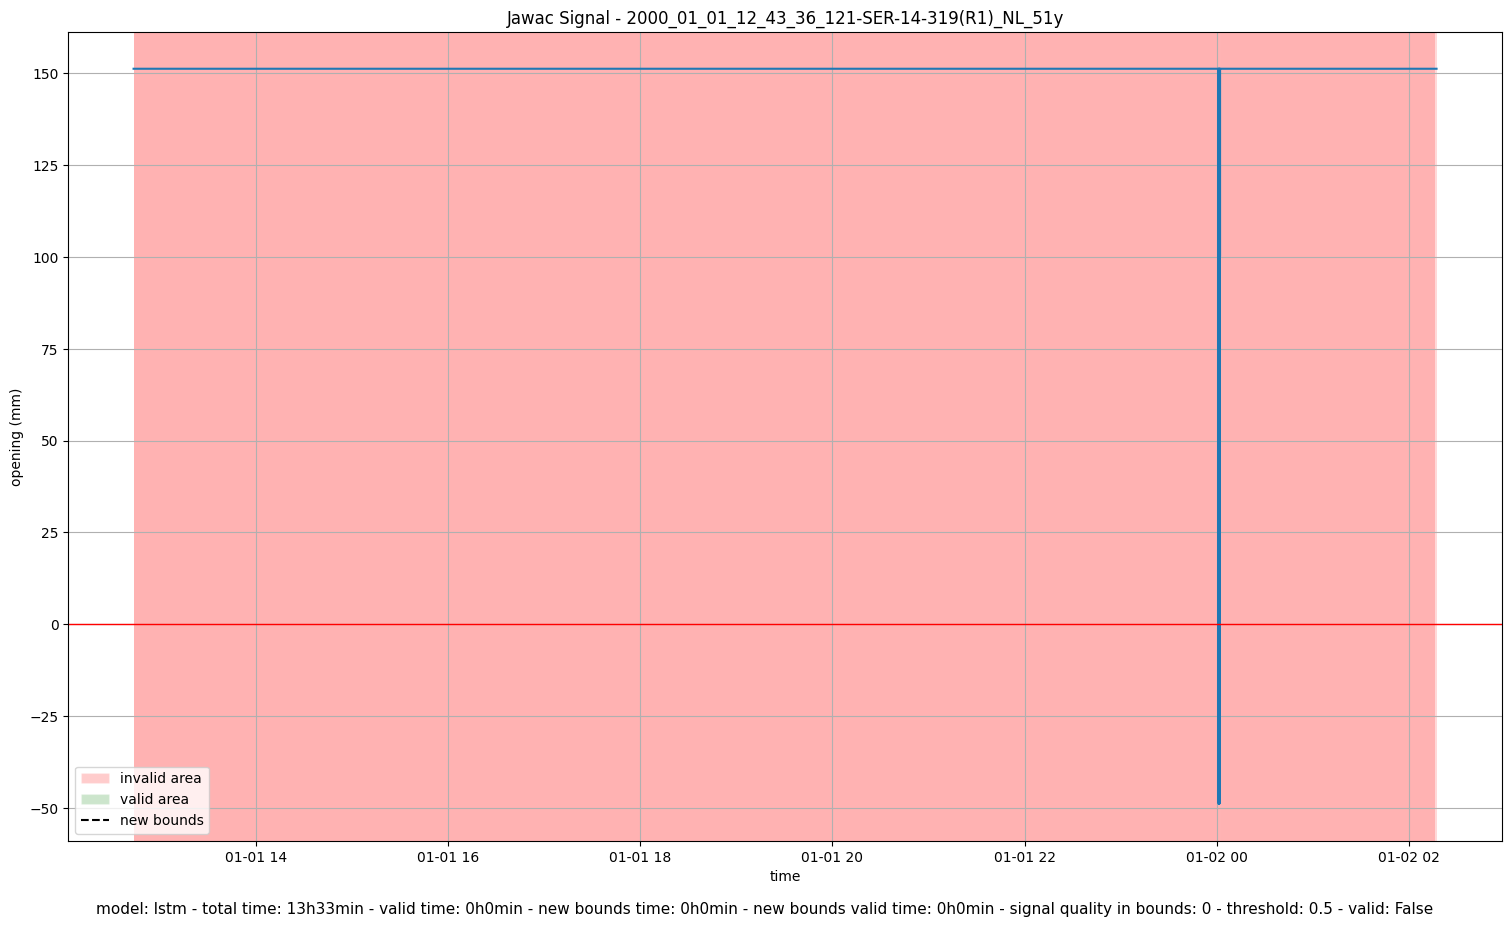 Jawac Signal - 2000_01_01_12_43_36_121-SER-14-319(R1)_NL_51y
150
125
100
75
50
25
0
−25
−50
opening (mm)
invalid area
valid area
new bounds
01-01 14
01-01 16
01-01 18
01-01 20
01-01 22
01-02 00
01-02 02
time
model: lstm - total time: 13h33min - valid time: 0h0min - new bounds time: 0h0min - new bounds valid time: 0h0min - signal quality in bounds: 0 - threshold: 0.5 - valid: False